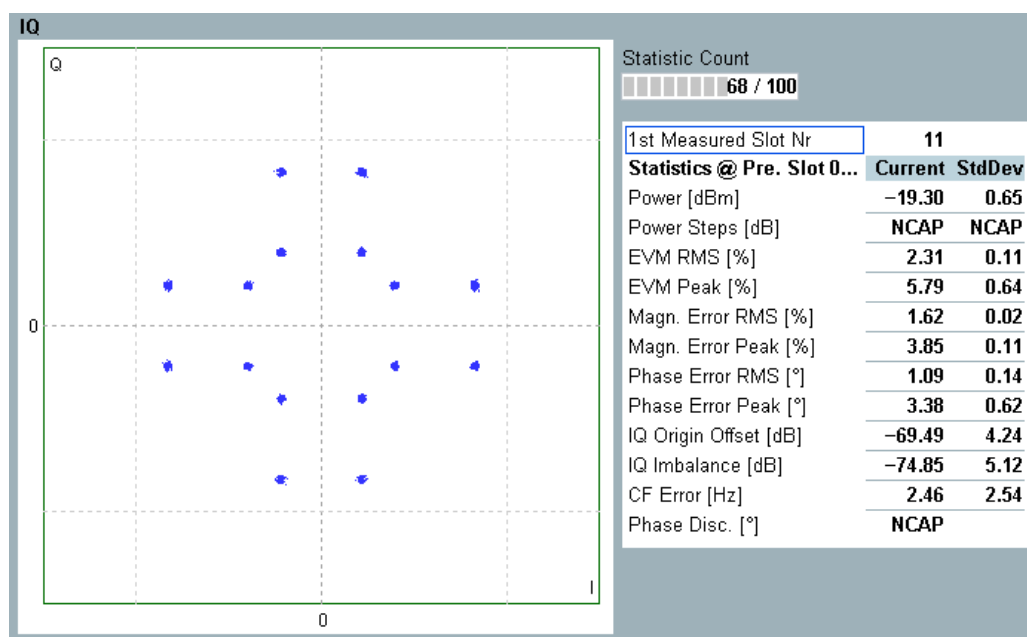 IQ
Q
0
I
0
Statistic Count
68 / 100
1st Measured Slot Nr 11
Statistics @ Pre. Slot 0... Current StdDev
Power [dBm] −19.30 0.65
Power Steps [dB] NCAP NCAP
EVM RMS [%] 2.31 0.11
EVM Peak [%] 5.79 0.64
Magn. Error RMS [%] 1.62 0.02
Magn. Error Peak [%] 3.85 0.11
Phase Error RMS [°] 1.09 0.14
Phase Error Peak [°] 3.38 0.62
IQ Origin Offset [dB] −69.49 4.24
IQ Imbalance [dB] −74.85 5.12
CF Error [Hz] 2.46 2.54
Phase Disc. [°] NCAP